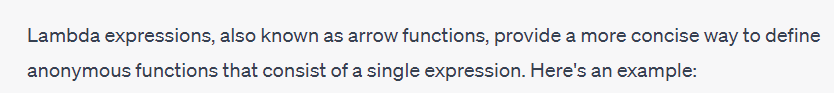 Lambda expressions, also known as arrow functions, provide a more concise way to define
anonymous functions that consist of a single expression. Here's an example: